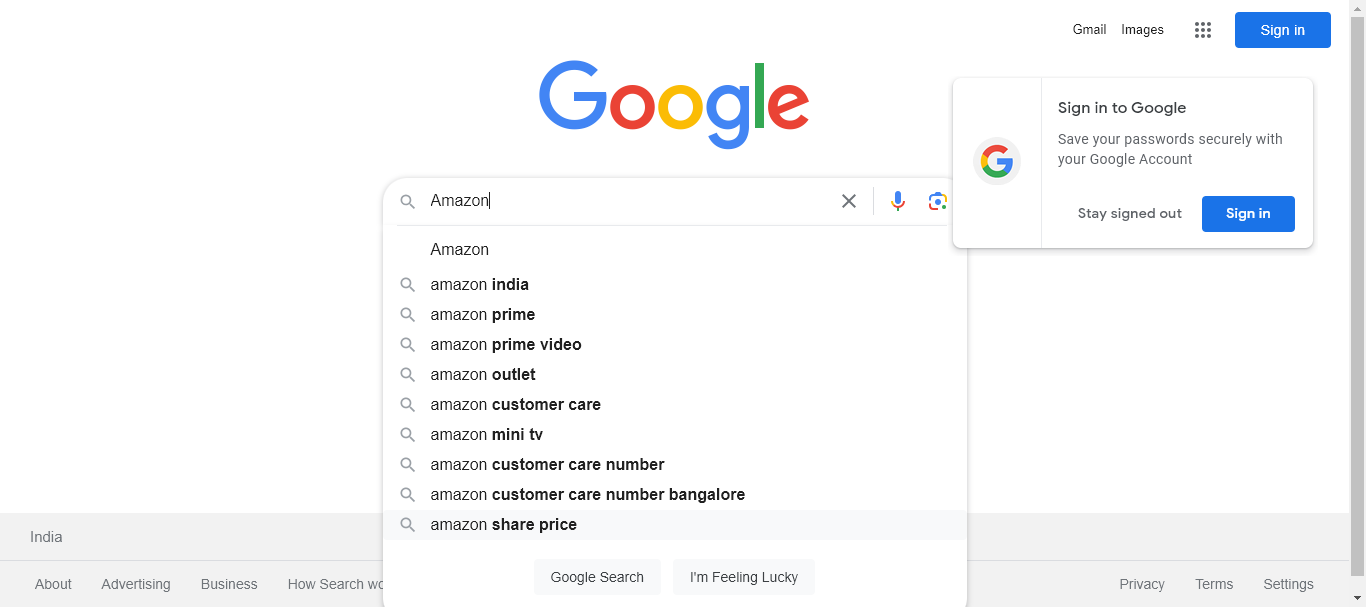 Gmail Images Sign in
Google
Sign in to Google
Save your passwords securely with
your Google Account
Stay signed out Sign in
Amazon
Amazon
amazon india
amazon prime
amazon prime video
amazon outlet
amazon customer care
amazon mini tv
amazon customer care number
amazon customer care number bangalore
amazon share price
Google Search I'm Feeling Lucky
India
About Advertising Business How Search Privacy Terms Settings